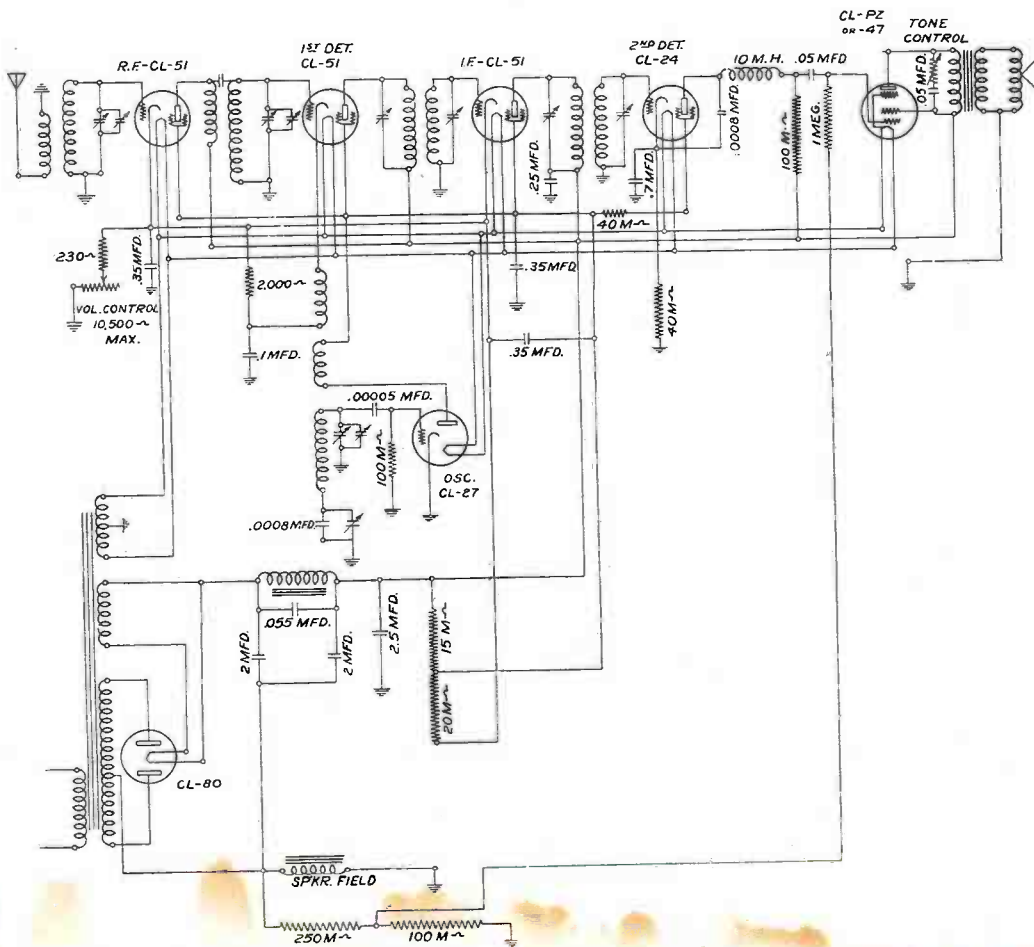 CL-PZ
OR-47
TONE
CONTROL
R.F-CL-51
1ST DET.
CL-51
I.F-CL-51
2ND DET.
CL-24
10 M.H.
.05 MFD
.05 MFD.
.0008 MFD.
100 M~
1 MEG.
.25 MFD.
.7 MFD.
40 M~
230~
.35 MFD.
VOL. CONTROL
10,500~
MAX.
2,000~
.1 MFD.
.35 MFD.
40 M~
.35 MFD.
.00005 MFD.
100 M~
OSC.
CL-27
.0008 MFD.
.055 MFD.
2 MFD.
2 MFD.
2.5 MFD.
15 M~
20 M~
CL-80
SPKR. FIELD
250 M~
100 M~